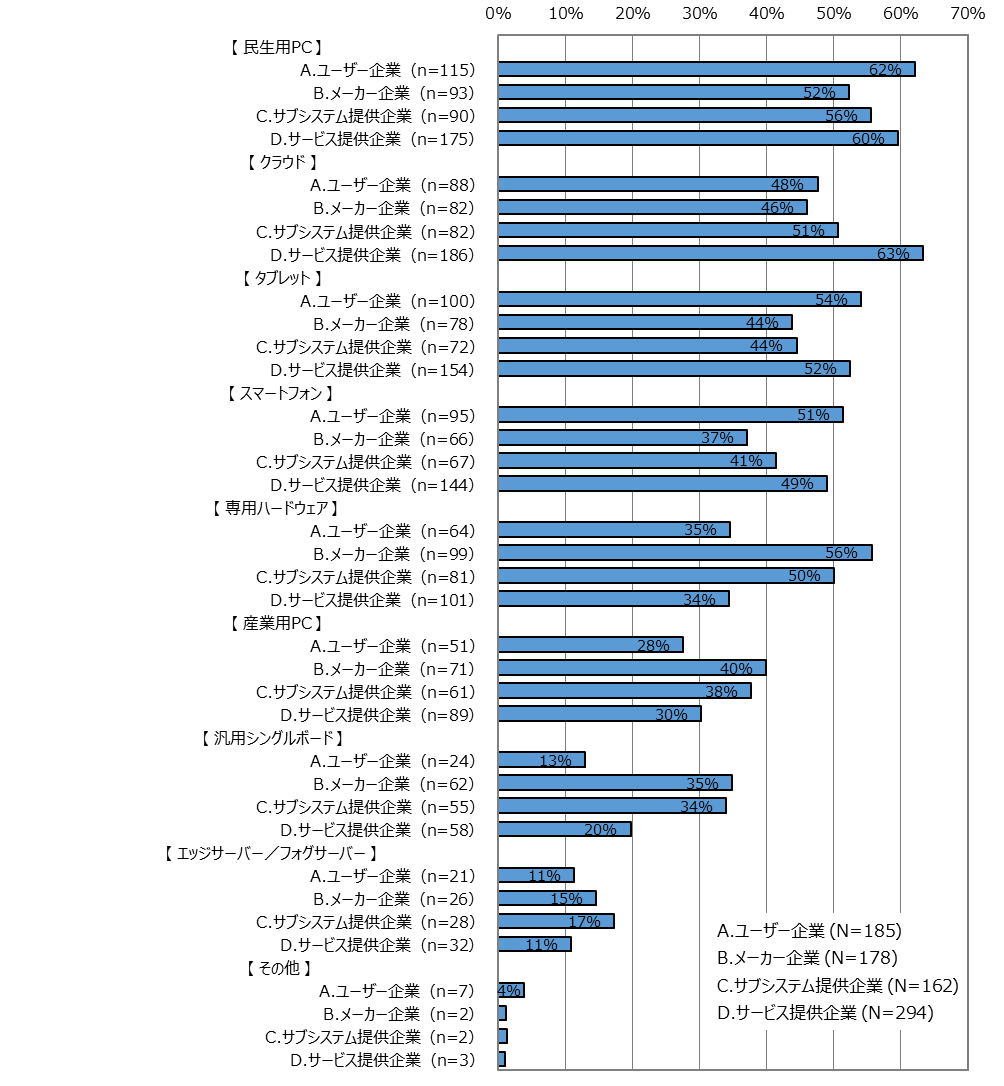 0% 10% 20% 30% 40% 50% 60% 70%
【 民生用PC 】
A.ユーザー企業（n=115） 62%
B.メーカー企業（n=93） 52%
C.サブシステム提供企業（n=90） 56%
D.サービス提供企業（n=175） 60%
【 クラウド 】
A.ユーザー企業（n=88） 48%
B.メーカー企業（n=82） 46%
C.サブシステム提供企業（n=82） 51%
D.サービス提供企業（n=186） 63%
【 タブレット 】
A.ユーザー企業（n=100） 54%
B.メーカー企業（n=78） 44%
C.サブシステム提供企業（n=72） 44%
D.サービス提供企業（n=154） 52%
【 スマートフォン 】
A.ユーザー企業（n=95） 51%
B.メーカー企業（n=66） 37%
C.サブシステム提供企業（n=67） 41%
D.サービス提供企業（n=144） 49%
【 専用ハードウェア 】
A.ユーザー企業（n=64） 35%
B.メーカー企業（n=99） 56%
C.サブシステム提供企業（n=81） 50%
D.サービス提供企業（n=101） 34%
【 産業用PC 】
A.ユーザー企業（n=51） 28%
B.メーカー企業（n=71） 40%
C.サブシステム提供企業（n=61） 38%
D.サービス提供企業（n=89） 30%
【 汎用シングルボード 】
A.ユーザー企業（n=24） 13%
B.メーカー企業（n=62） 35%
C.サブシステム提供企業（n=55） 34%
D.サービス提供企業（n=58） 20%
【 エッジサーバー／フォグサーバー 】
A.ユーザー企業（n=21） 11%
B.メーカー企業（n=26） 15%
C.サブシステム提供企業（n=28） 17%
D.サービス提供企業（n=32） 11%
【 その他 】
A.ユーザー企業（n=7） 4%
B.メーカー企業（n=2）
C.サブシステム提供企業（n=2）
D.サービス提供企業（n=3）
A.ユーザー企業 (N=185)
B.メーカー企業 (N=178)
C.サブシステム提供企業 (N=162)
D.サービス提供企業 (N=294)